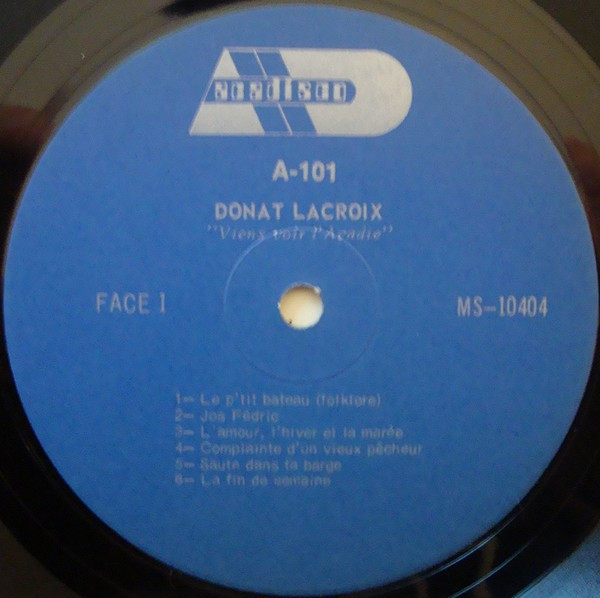 acadisco
A-101
DONAT LACROIX
"Viens voir l'Acadie"
FACE 1
MS-10404
1- Le p'tit bateau (folklore)
2- Jos Fédric
3- L'amour, l'hiver et la marée
4- Complainte d'un vieux pêcheur
5- Saute dans ta barge
6- La fin de semaine